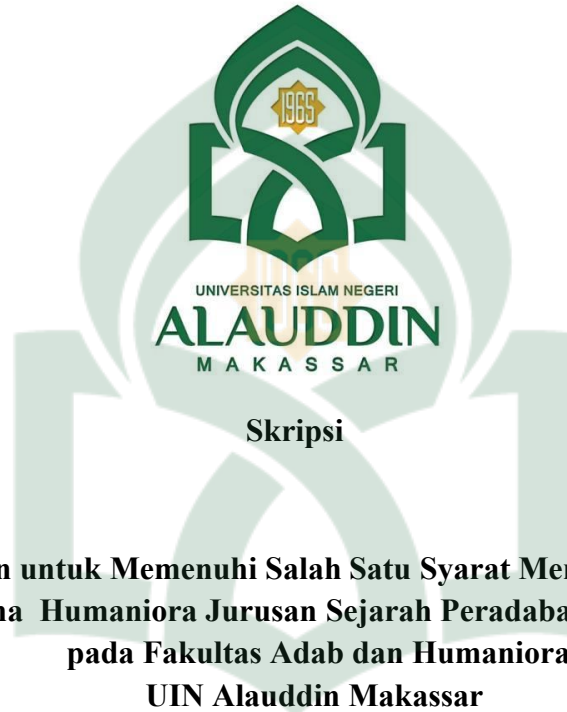 1965
UNIVERSITAS ISLAM NEGERI
ALAUDDIN
MAKASSAR
Skripsi
untuk Memenuhi Salah Satu Syarat
Humaniora Jurusan Sejarah
pada Fakultas Adab dan Humaniora
UIN Alauddin Makassar